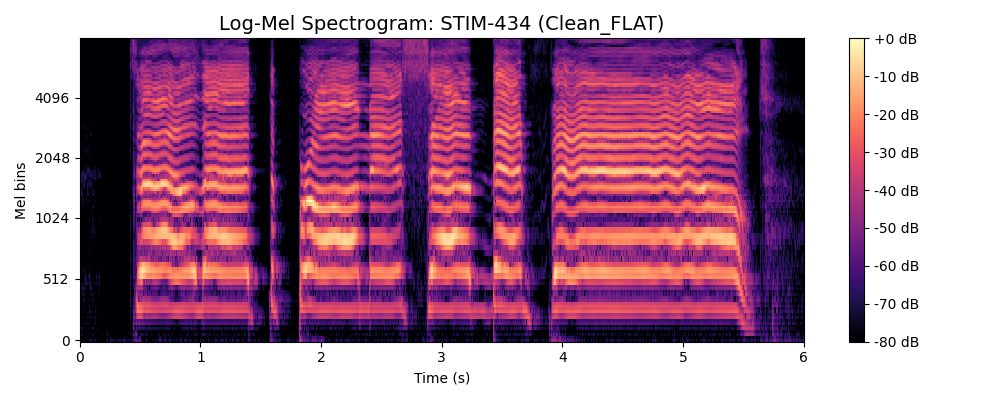 Log-Mel Spectrogram: STIM-434 (Clean_FLAT)
Mel bins
4096
2048
1024
512
0
0 1 2 3 4 5 6
Time (s)
+0 dB
-10 dB
-20 dB
-30 dB
-40 dB
-50 dB
-60 dB
-70 dB
-80 dB